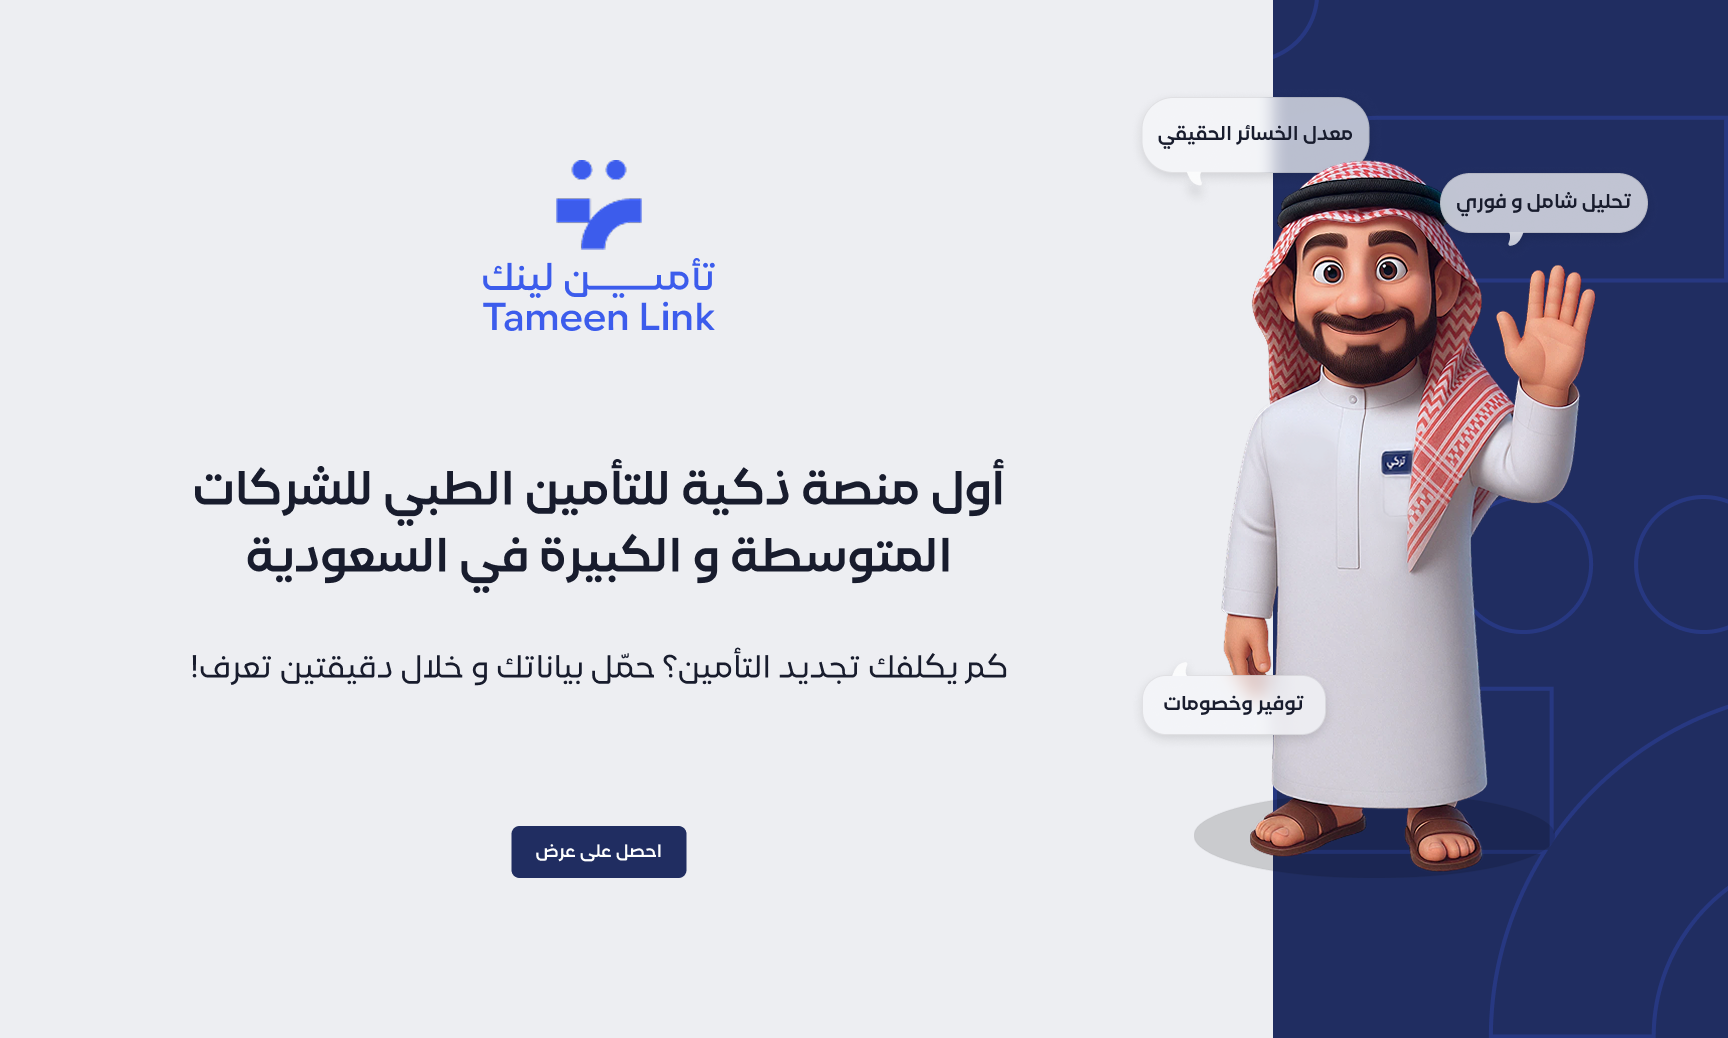 معدل الخسائر الحقيقي
تحليل شامل و فوري
تأمين لينك
Tameen Link
تركي
أول منصة ذكية للتأمين الطبي للشركات
المتوسطة و الكبيرة في السعودية
كم يكلفك تجديد التأمين؟ حمّل بياناتك و خلال دقيقتين تعرف!
توفير وخصومات
احصل على عرض